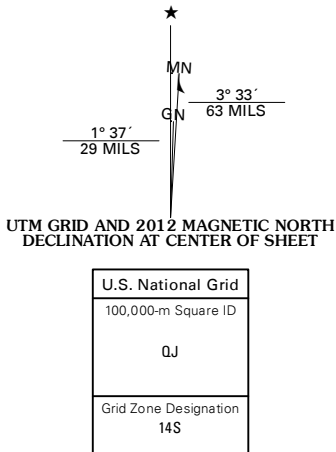 ★
MN
3° 33´
GN
63 MILS
1° 37´
29 MILS
UTM GRID AND 2012 MAGNETIC NORTH
DECLINATION AT CENTER OF SHEET
U.S. National Grid
100,000-m Square ID
QJ
Grid Zone Designation
14S